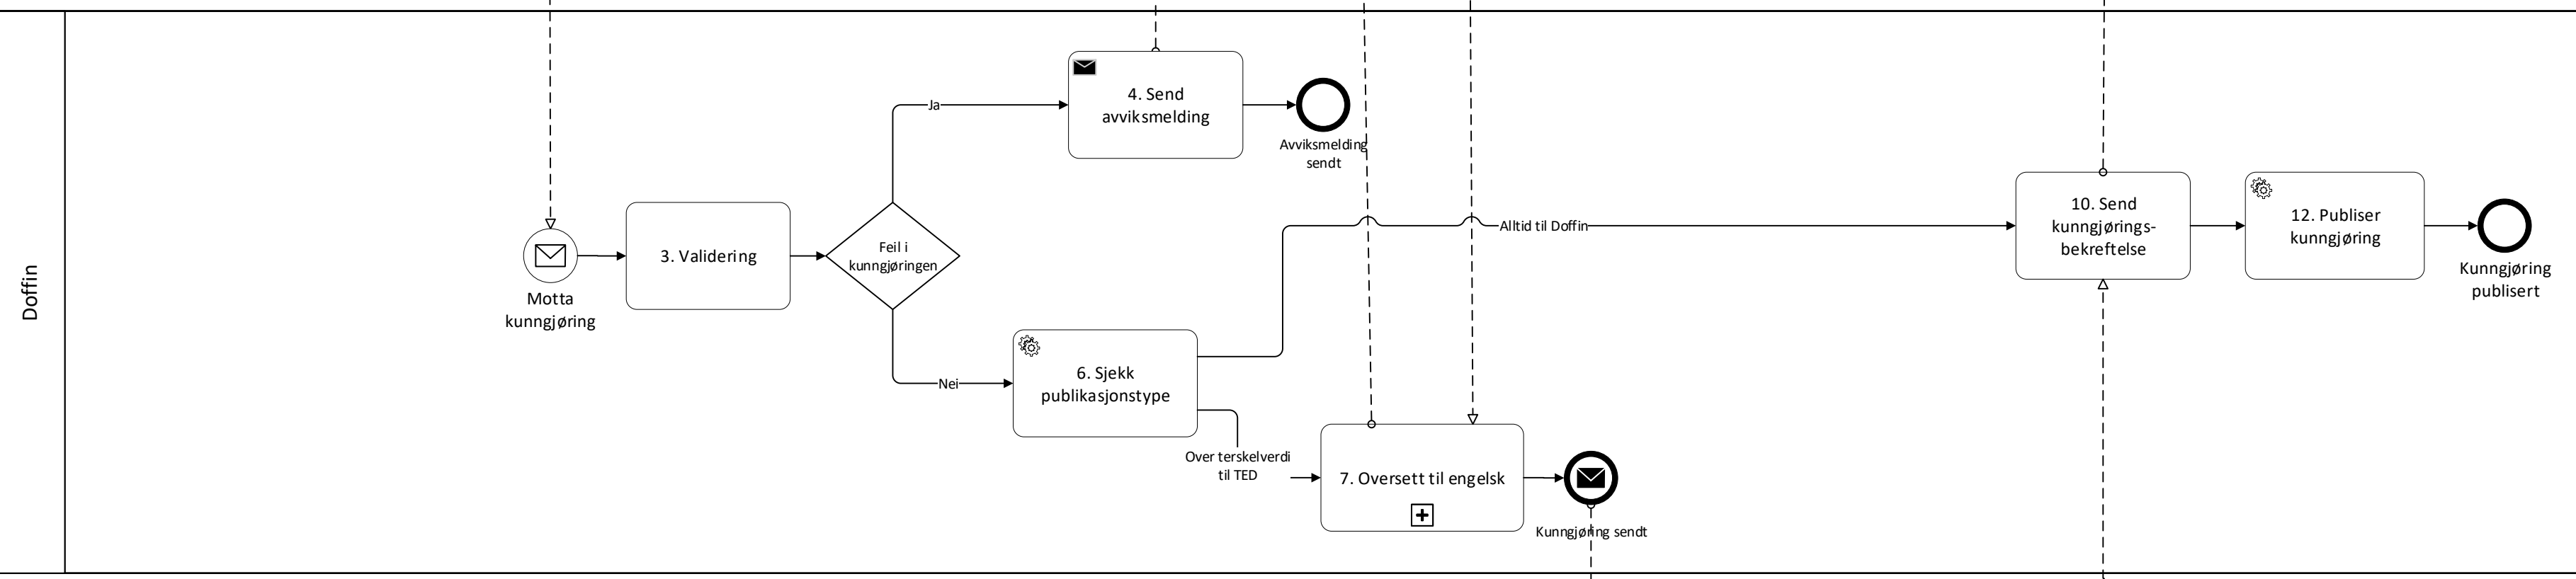 Doffin
Motta
kunngjøring
3. Validering
Feil i
kunngjøringen
Ja
4. Send
avviksmelding
Avviksmelding
sendt
Nei
6. Sjekk
publikasjonstype
Alltid til Doffin
Over terskelverdi
til TED
7. Oversett til engelsk
Kunngjøring sendt
10. Send
kunngjørings-
bekreftelse
12. Publiser
kunngjøring
Kunngjøring
publisert